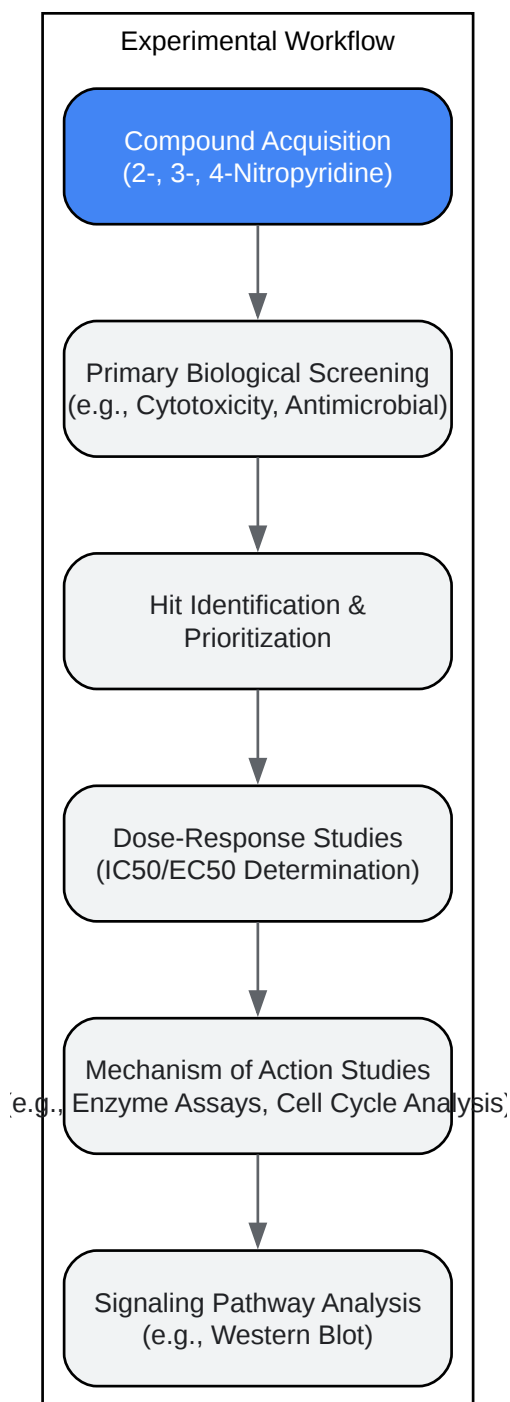 Experimental Workflow
Compound Acquisition
(2-, 3-, 4-Nitropyridine)
Primary Biological Screening
(e.g., Cytotoxicity, Antimicrobial)
Hit Identification &
Prioritization
Dose-Response Studies
(IC50/EC50 Determination)
Mechanism of Action Studies
(e.g., Enzyme Assays, Cell Cycle Analysis)
Signaling Pathway Analysis
(e.g., Western Blot)